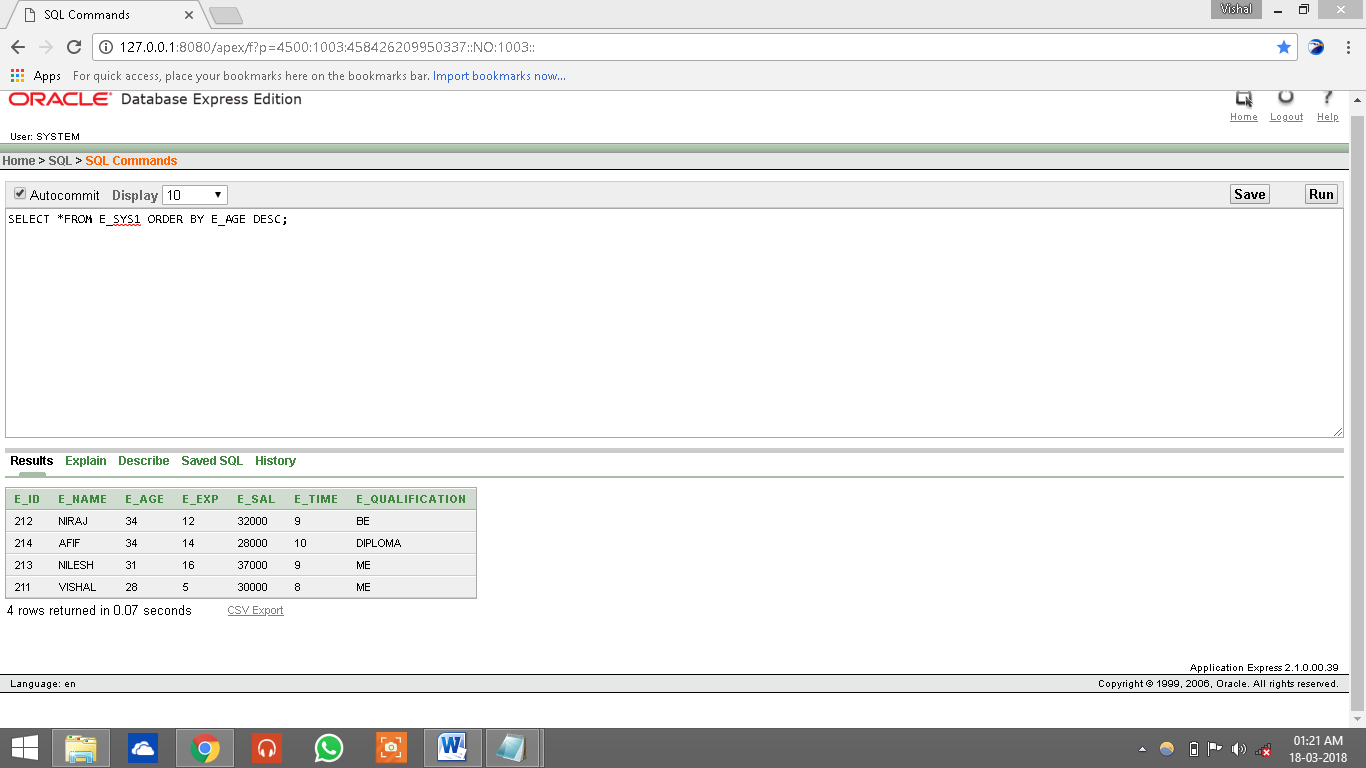 SQL Commands
Vishal
127.0.0.1:8080/apex/f?p=4500:1003:458426209950337::NO:1003::
Apps For quick access, place your bookmarks here on the bookmarks bar. Import bookmarks now...
ORACLE® Database Express Edition
Home Logout Help
User: SYSTEM
Home > SQL > SQL Commands
Autocommit Display 10 Save Run
SELECT *FROM E_SYS1 ORDER BY E_AGE DESC;
Results Explain Describe Saved SQL History
E_ID E_NAME E_AGE E_EXP E_SAL E_TIME E_QUALIFICATION
212 NIRAJ 34 12 32000 9 BE
214 AFIF 34 14 28000 10 DIPLOMA
213 NILESH 31 16 37000 9 ME
211 VISHAL 28 5 30000 8 ME
4 rows returned in 0.07 seconds CSV Export
Application Express 2.1.0.00.39
Language: en Copyright © 1999, 2006, Oracle. All rights reserved.
01:21 AM
18-03-2018